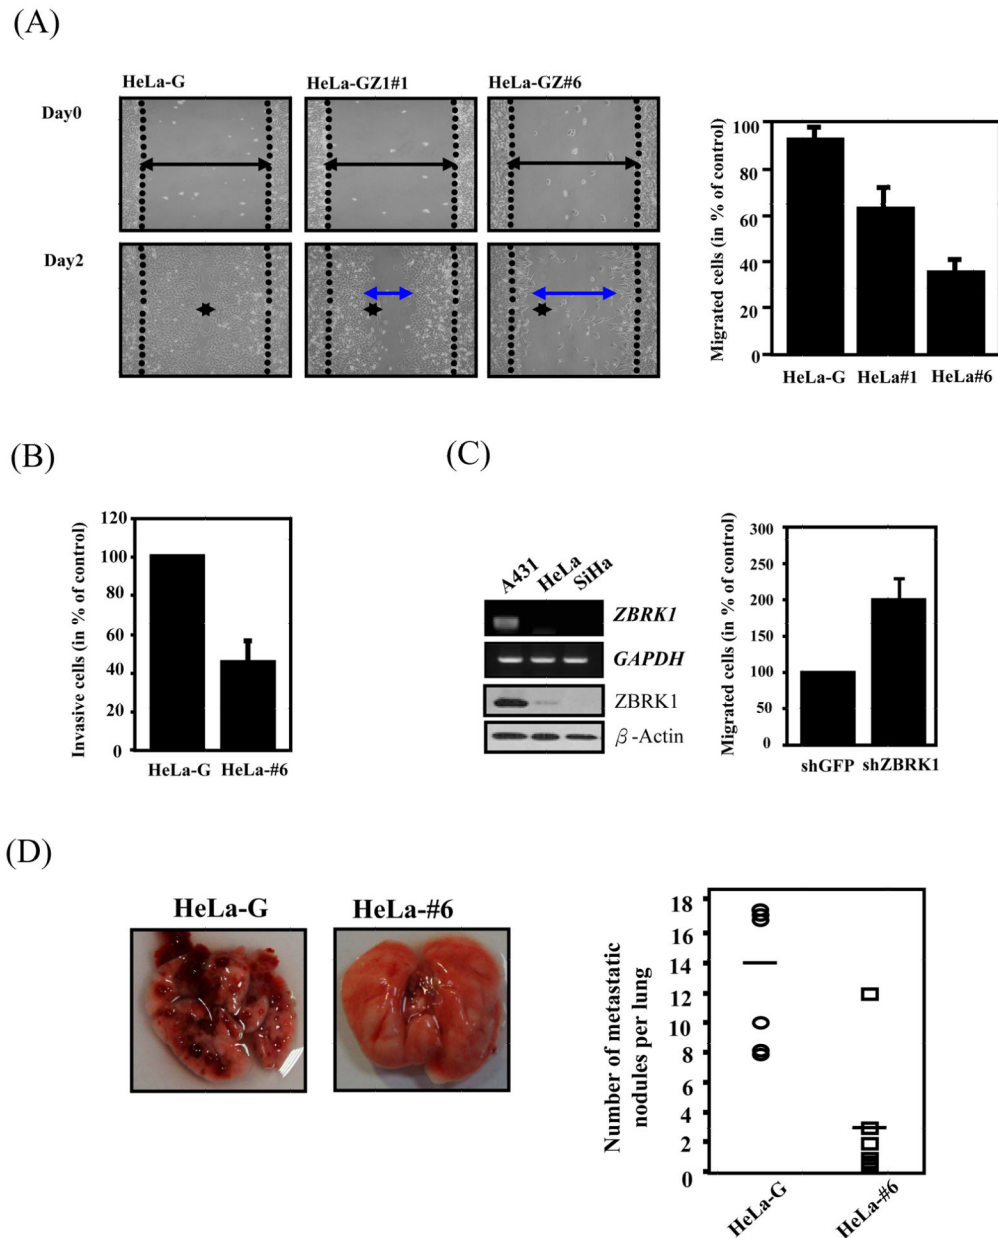 (A)
HeLa-G
HeLa-GZ1#1
HeLa-GZ#6
Day0
Day2
Migrated cells (in % of control)
100
80
60
40
20
0
HeLa-G HeLa#1 HeLa#6
(B)
Invasive cells (in % of control)
120
100
80
60
40
20
0
HeLa-G HeLa-#6
(C)
A431
HeLa
SiHa
ZBRK1
GAPDH
ZBRK1
β-Actin
Migrated cells (in % of control)
300
250
200
150
100
50
0
shGFP shZBRK1
(D)
HeLa-G
HeLa-#6
Number of metastatic
nodules per lung
18
16
14
12
10
8
6
4
2
0
HeLa-G
HeLa-#6